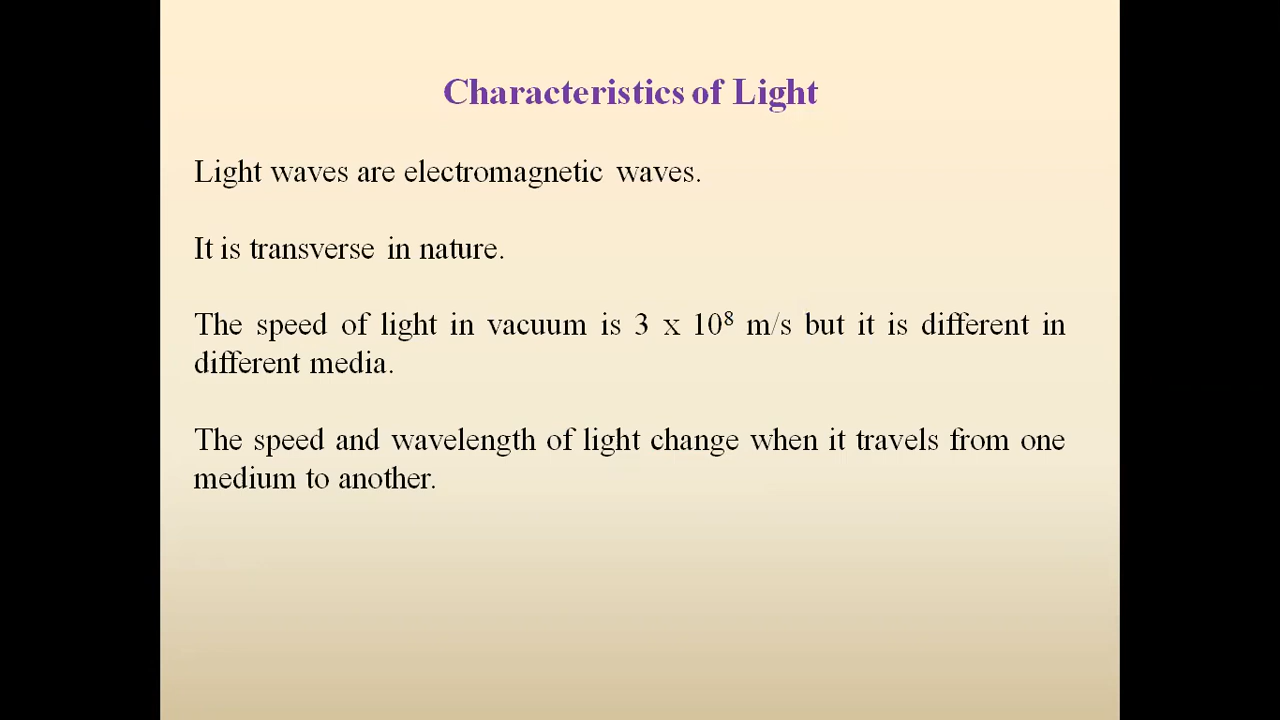 Characteristics of Light
Light waves are electromagnetic waves.
It is transverse in nature.
The speed of light in vacuum is 3 x 10⁸ m/s but it is different in
different media.
The speed and wavelength of light change when it travels from one
medium to another.